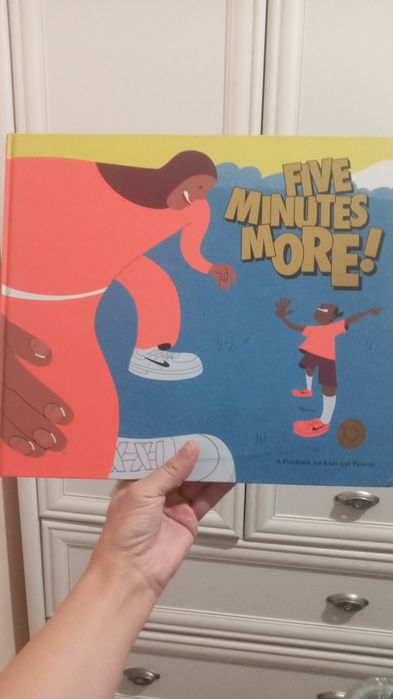 FIVE
MINUTES
MORE!
A Playbook for Kids and Parents